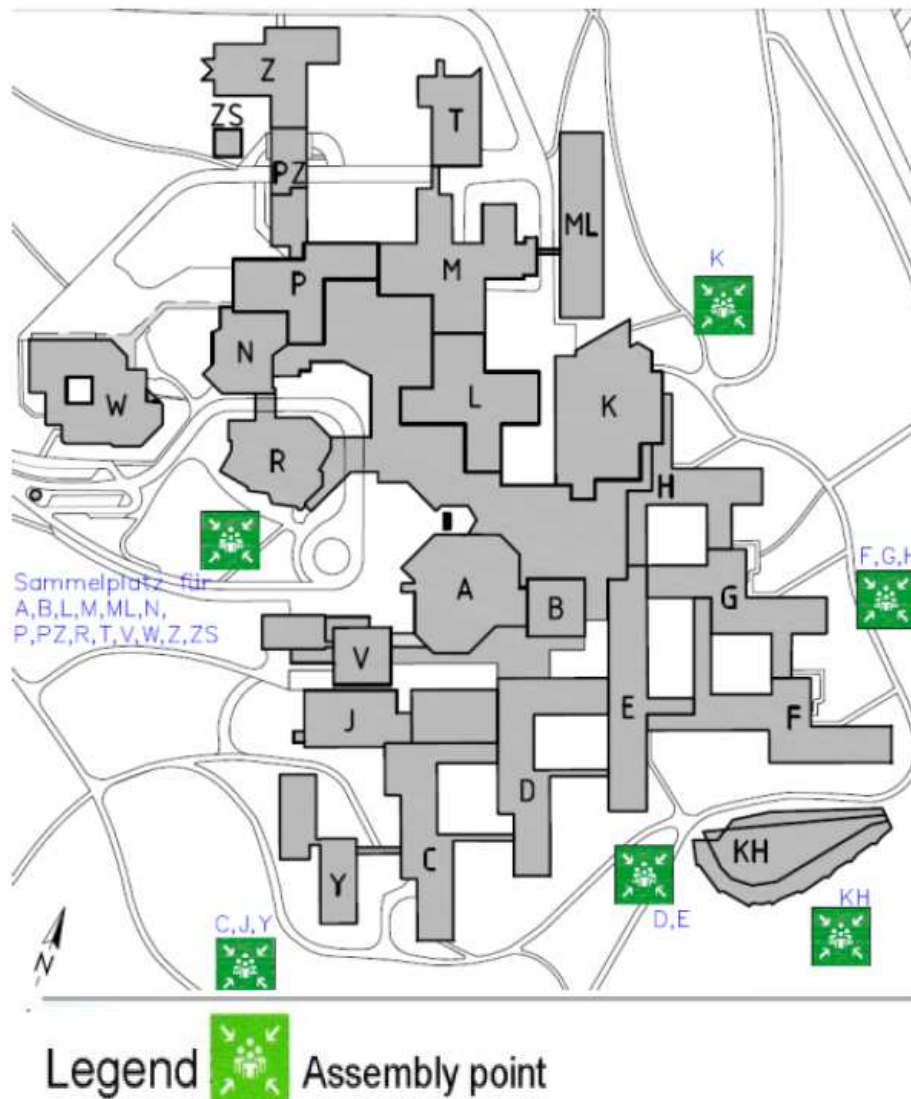 Z
ZS
T
PZ
ML
K
P
M
N
W
L
K
R
H
A
B
G
F,G,H
Sammelplatz für
A,B,L,M,ML,N,
P,PZ,R,T,V,W,Z,ZS
V
J
E
F
D
C
Y
KH
C,J,Y
D,E
KH
N
Legend Assembly point